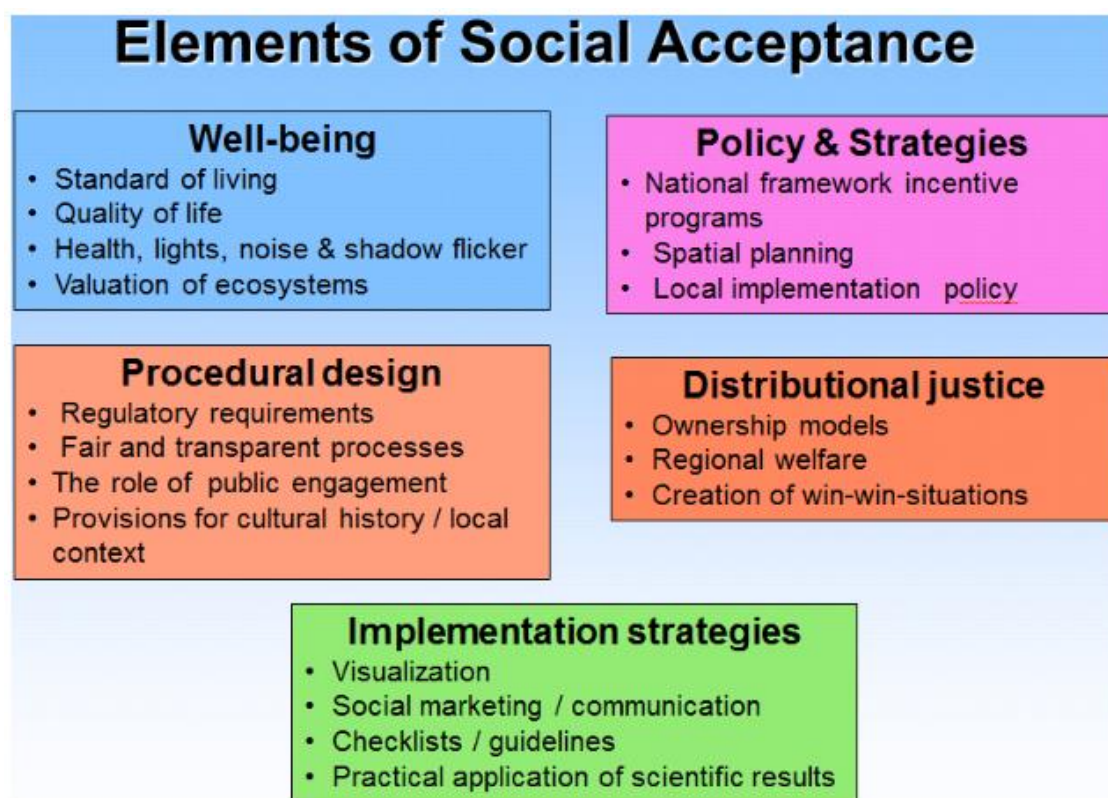 Elements of Social Acceptance
Well-being
• Standard of living
• Quality of life
• Health, lights, noise & shadow flicker
• Valuation of ecosystems
Policy & Strategies
• National framework incentive
programs
• Spatial planning
• Local implementation policy
Procedural design
• Regulatory requirements
• Fair and transparent processes
• The role of public engagement
• Provisions for cultural history / local
context
Distributional justice
• Ownership models
• Regional welfare
• Creation of win-win-situations
Implementation strategies
• Visualization
• Social marketing / communication
• Checklists / guidelines
• Practical application of scientific results